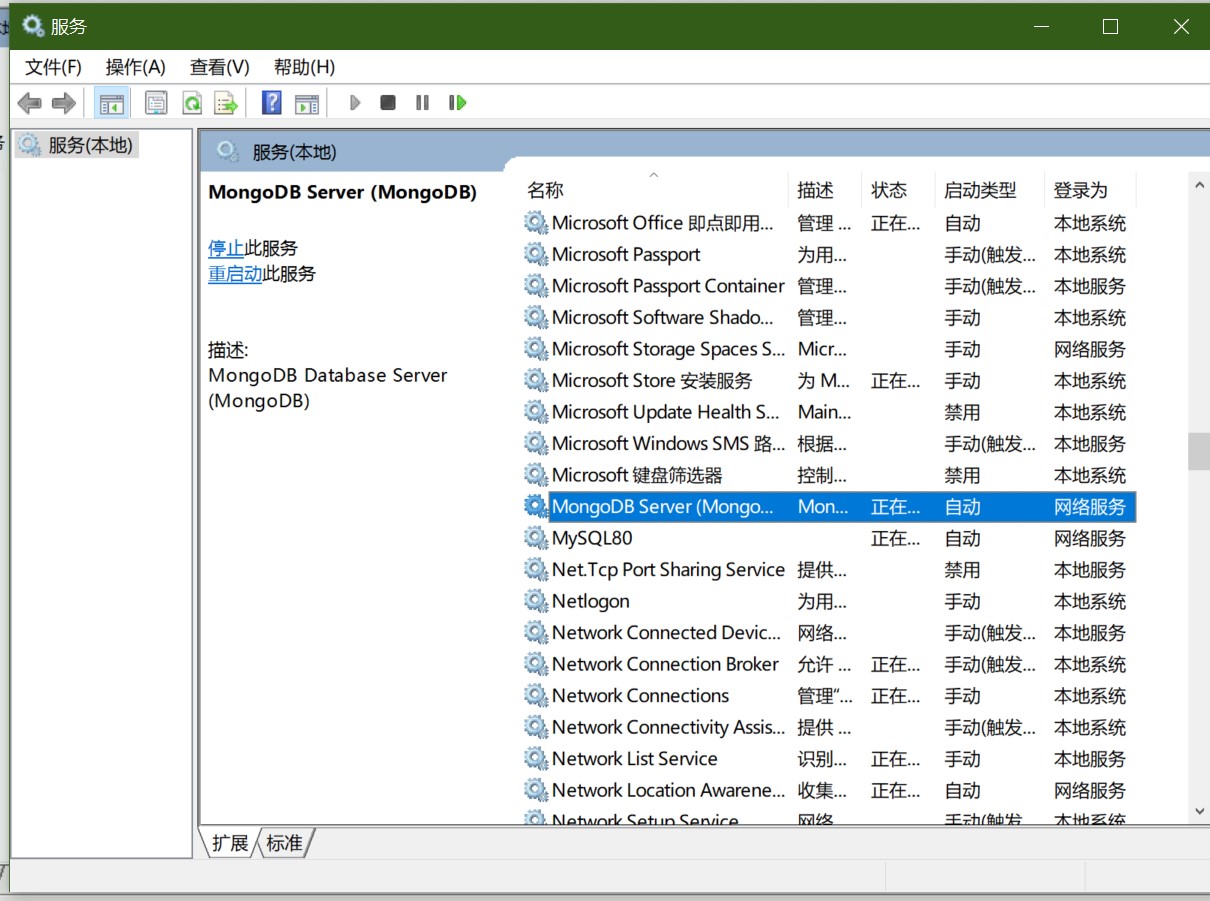 服务
文件(F) 操作(A) 查看(V) 帮助(H)
服务(本地)
服务(本地)
MongoDB Server (MongoDB)
停止此服务
重启动此服务
描述:
MongoDB Database Server
(MongoDB)
名称 描述 状态 启动类型 登录为
Microsoft Office 即点即用... 管理 ... 正在... 自动 本地系统
Microsoft Passport 为用... 手动(触发... 本地系统
Microsoft Passport Container 管理... 手动(触发... 本地服务
Microsoft Software Shado... 管理... 手动 本地系统
Microsoft Storage Spaces S... Micr... 手动 网络服务
Microsoft Store 安装服务 为 M... 正在... 手动 本地系统
Microsoft Update Health S... Main... 禁用 本地系统
Microsoft Windows SMS 路... 根据... 手动(触发... 本地服务
Microsoft 键盘筛选器 控制... 禁用 本地系统
MongoDB Server (Mongo... Mon... 正在... 自动 网络服务
MySQL80 正在... 自动 网络服务
Net.Tcp Port Sharing Service 提供... 禁用 本地服务
Netlogon 为用... 手动 本地系统
Network Connected Devic... 网络... 手动(触发... 本地服务
Network Connection Broker 允许 ... 正在... 手动(触发... 本地系统
Network Connections 管理“... 正在... 手动 本地系统
Network Connectivity Assis... 提供 ... 手动(触发... 本地系统
Network List Service 识别... 正在... 手动 本地服务
Network Location Awarene... 收集... 正在... 自动 网络服务
Network Setup Service 网络... 手动(触发... 本地系统
扩展 标准